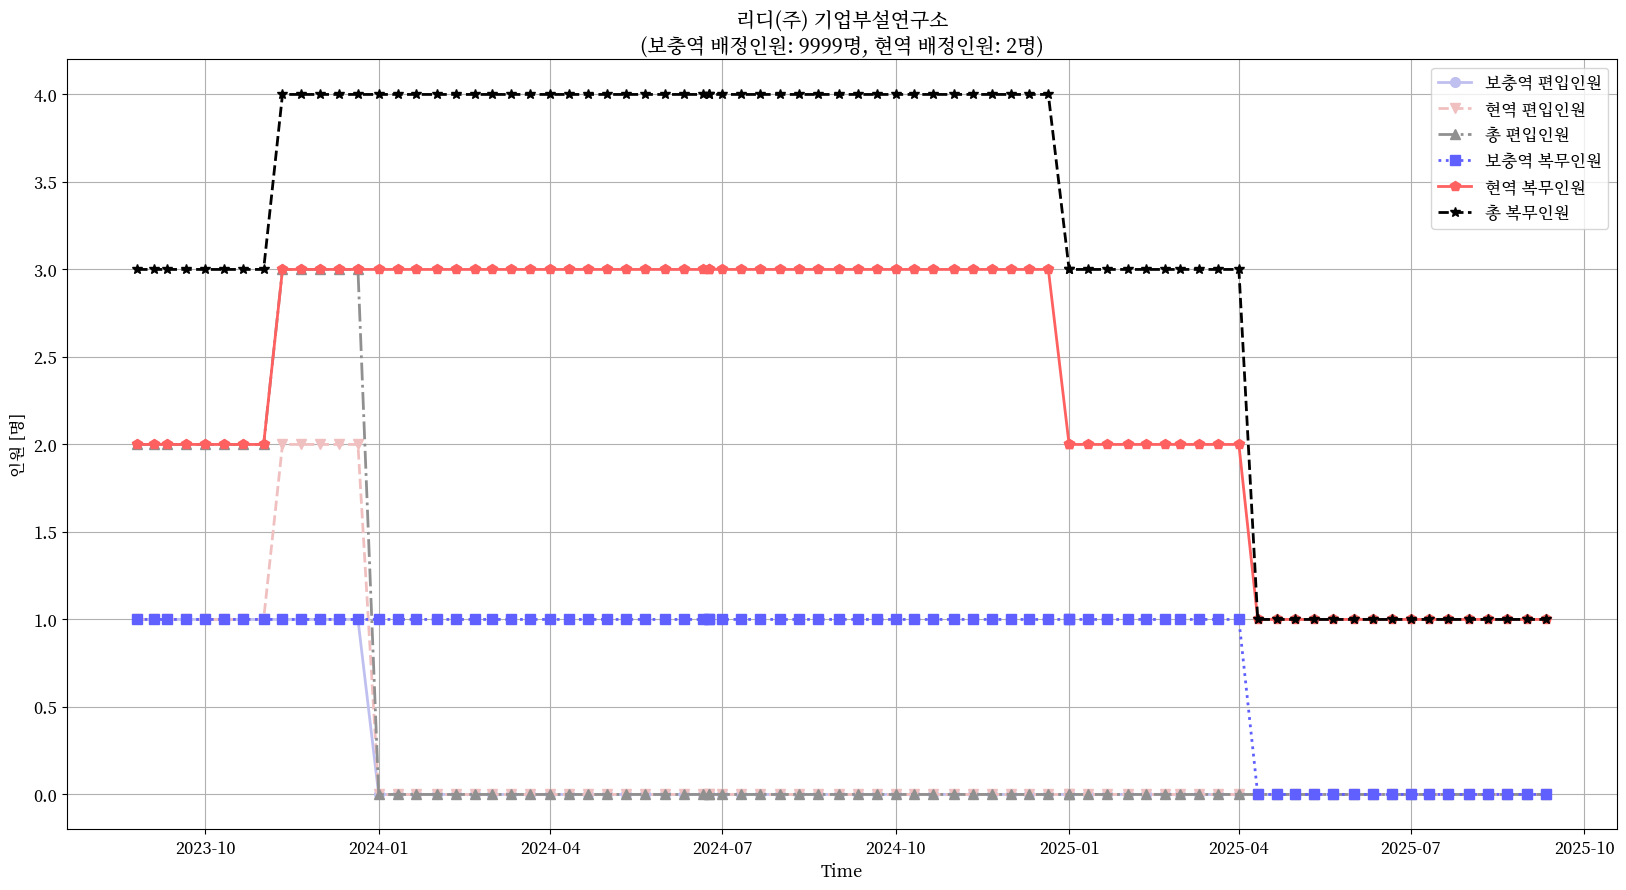 리디(주) 기업부설연구소
(보충역 배정인원: 9999명, 현역 배정인원: 2명)
보충역 편입인원
현역 편입인원
총 편입인원
보충역 복무인원
현역 복무인원
총 복무인원
4.0
3.5
3.0
2.5
2.0
1.5
1.0
0.5
0.0
인원 [명]
2023-10
2024-01
2024-04
2024-07
2024-10
2025-01
2025-04
2025-07
2025-10
Time